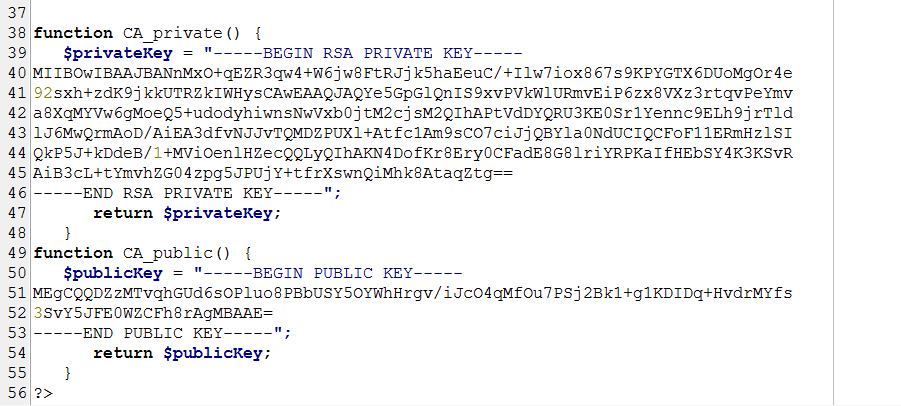 37
38 function CA_private() {
39 $privateKey = "-----BEGIN RSA PRIVATE KEY-----
40 MIIBOwIBAAJBANnMxO+qEZR3qw4+W6jw8FtRJjk5haEeuC/+Ilw7iox867s9KPYGTX6DUoMgOr4e
41 92sxh+zdK9jkkUTRZkIWHysCAwEAAQJAQYe5GpGlQnIS9xvPVkWlURmvEiP6zx8VXz3rtqvPeYmv
42 a8XqMYVw6gMoeQ5+udodyhiwnsNwVxb0jtM2cjsM2QIhAPtVdDYQRU3KE0Sr1Yennc9ELh9jrTld
43 lJ6MwQrmAoD/AiEA3dfvNJJvTQMDZPUXl+Atfc1Am9sCO7ciJjQBYla0NdUCIQCFoF11ERmHzlSI
44 QkP5J+kDdeB/1+MViOenlHZecQQLyQIhAKN4DofKr8Ery0CFadE8G8lriYRPKaIfHEbSY4K3KSvR
45 AiB3cL+tYmvhZG04zpg5JPUjY+tfrXswnQiMhk8AtaqZtg==
46 -----END RSA PRIVATE KEY-----";
47 return $privateKey;
48 }
49 function CA_public() {
50 $publicKey = "-----BEGIN PUBLIC KEY-----
51 MEgCQQDZzMTvqhGUd6sOPluo8PBbUSY5OYWhHrgv/iJcO4qMfOu7PSj2Bk1+g1KDIDq+HvdrMYfs
52 3SvY5JFE0WZCFh8rAgMBAAE=
53 -----END PUBLIC KEY-----";
54 return $publicKey;
55 }
56 ?>